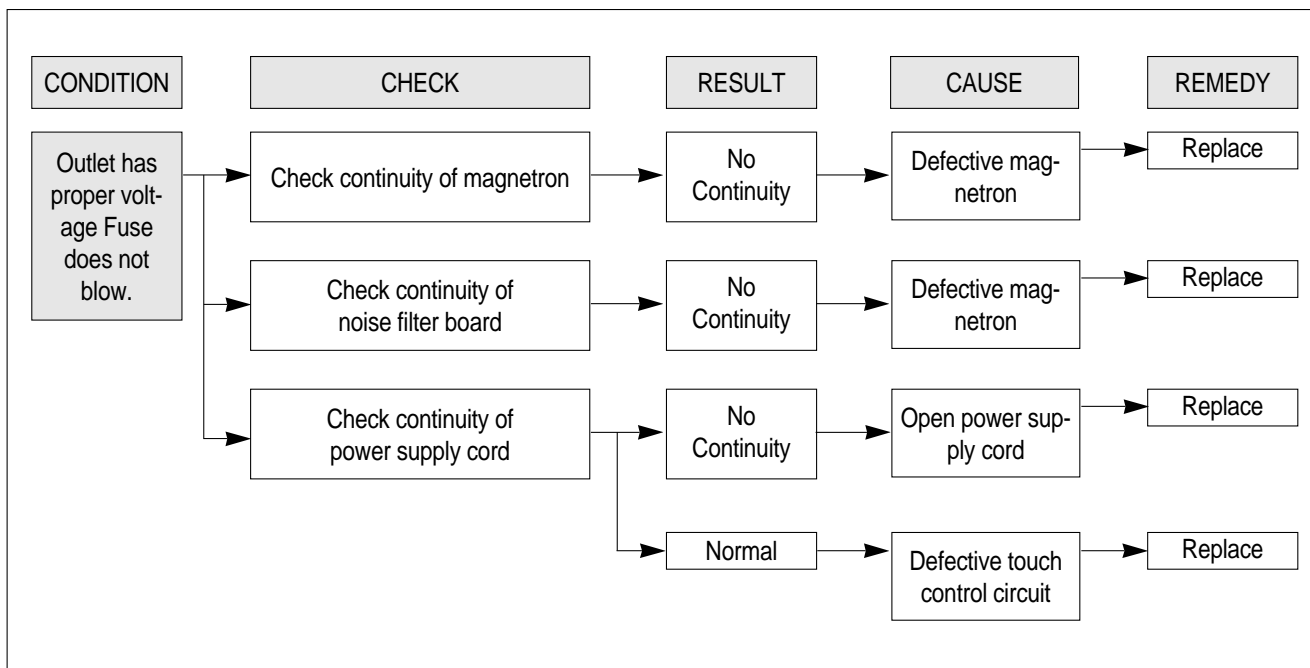 CONDITION
CHECK
RESULT
CAUSE
REMEDY
Outlet has
proper volt-
age Fuse
does not
blow.
Check continuity of magnetron
No
Continuity
Defective mag-
netron
Replace
Check continuity of
noise filter board
No
Continuity
Defective mag-
netron
Replace
Check continuity of
power supply cord
No
Continuity
Open power sup-
ply cord
Replace
Normal
Defective touch
control circuit
Replace